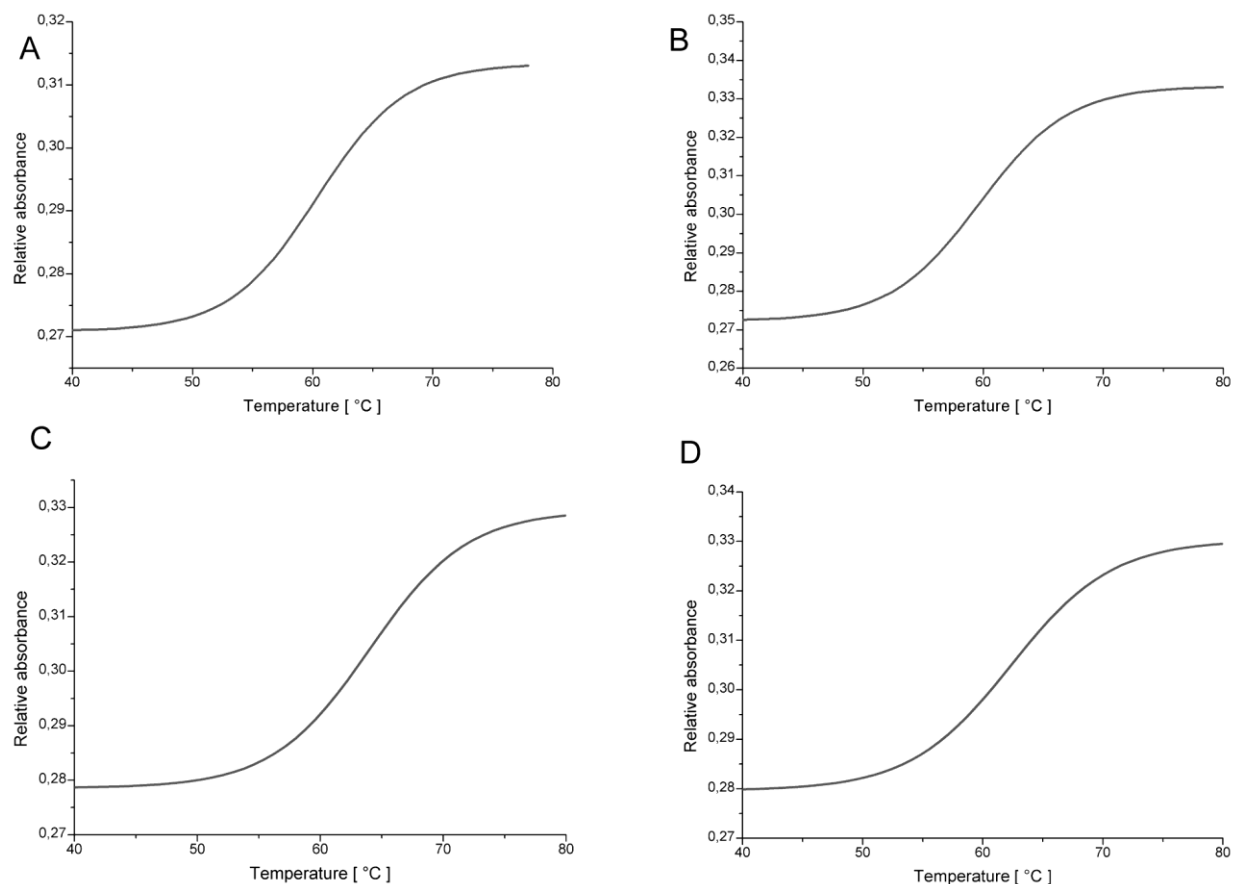 A
0,32
0,31
0,30
0,29
0,28
0,27
Relative absorbance
40 50 60 70 80
Temperature [ °C ]
B
0,35
0,34
0,33
0,32
0,31
0,30
0,29
0,28
0,27
0,26
Relative absorbance
40 50 60 70 80
Temperature [ °C ]
C
0,33
0,32
0,31
0,30
0,29
0,28
0,27
Relative absorbance
40 50 60 70 80
Temperature [ °C ]
D
0,34
0,33
0,32
0,31
0,30
0,29
0,28
0,27
Relative absorbance
40 50 60 70 80
Temperature [ °C ]